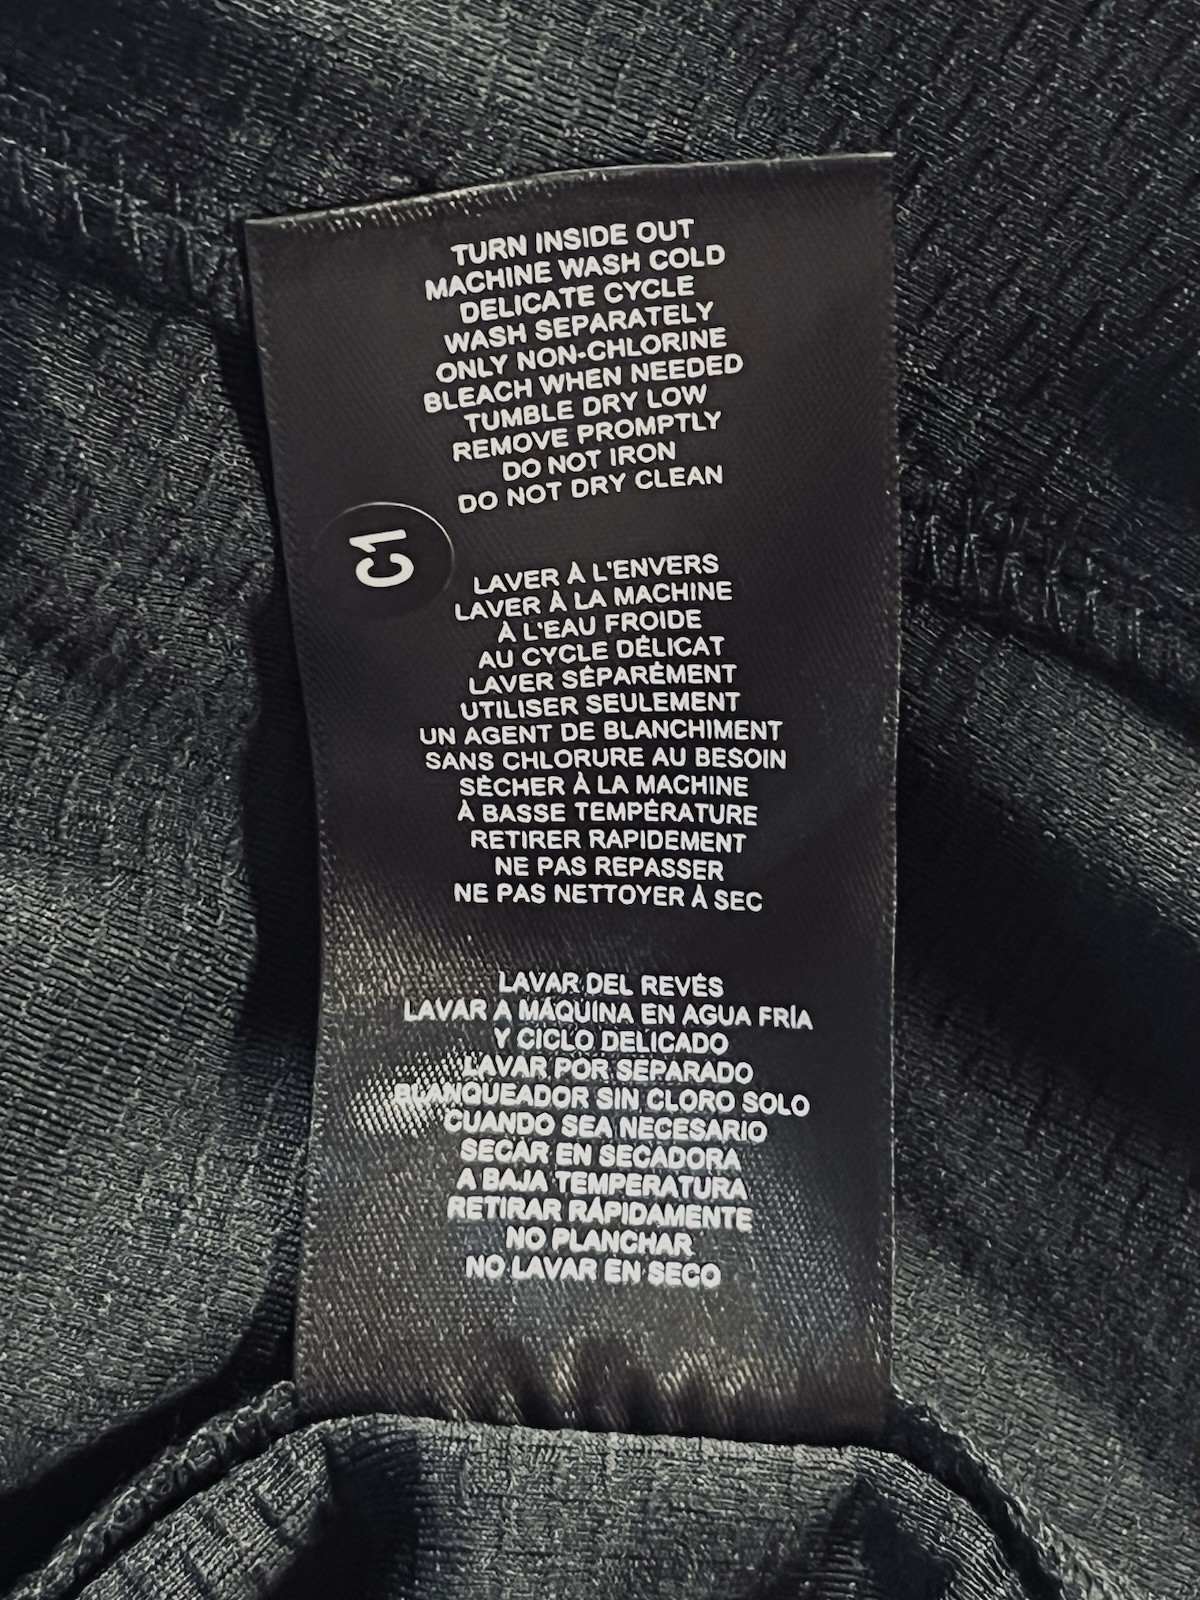 TURN INSIDE OUT
MACHINE WASH COLD
DELICATE CYCLE
WASH SEPARATELY
ONLY NON-CHLORINE
BLEACH WHEN NEEDED
TUMBLE DRY LOW
REMOVE PROMPTLY
DO NOT IRON
DO NOT DRY CLEAN
C1
LAVER À L'ENVERS
LAVER À LA MACHINE
À L'EAU FROIDE
AU CYCLE DÉLICAT
LAVER SÉPARÉMENT
UTILISER SEULEMENT
UN AGENT DE BLANCHIMENT
SANS CHLORURE AU BESOIN
SÉCHER À LA MACHINE
À BASSE TEMPÉRATURE
RETIRER RAPIDEMENT
NE PAS REPASSER
NE PAS NETTOYER À SEC
LAVAR DEL REVÉS
LAVAR A MÁQUINA EN AGUA FRÍA
Y CICLO DELICADO
LAVAR POR SEPARADO
BLANQUEADOR SIN CLORO SOLO
CUANDO SEA NECESARIO
SECAR EN SECADORA
A BAJA TEMPERATURA
RETIRAR RÁPIDAMENTE
NO PLANCHAR
NO LAVAR EN SECO